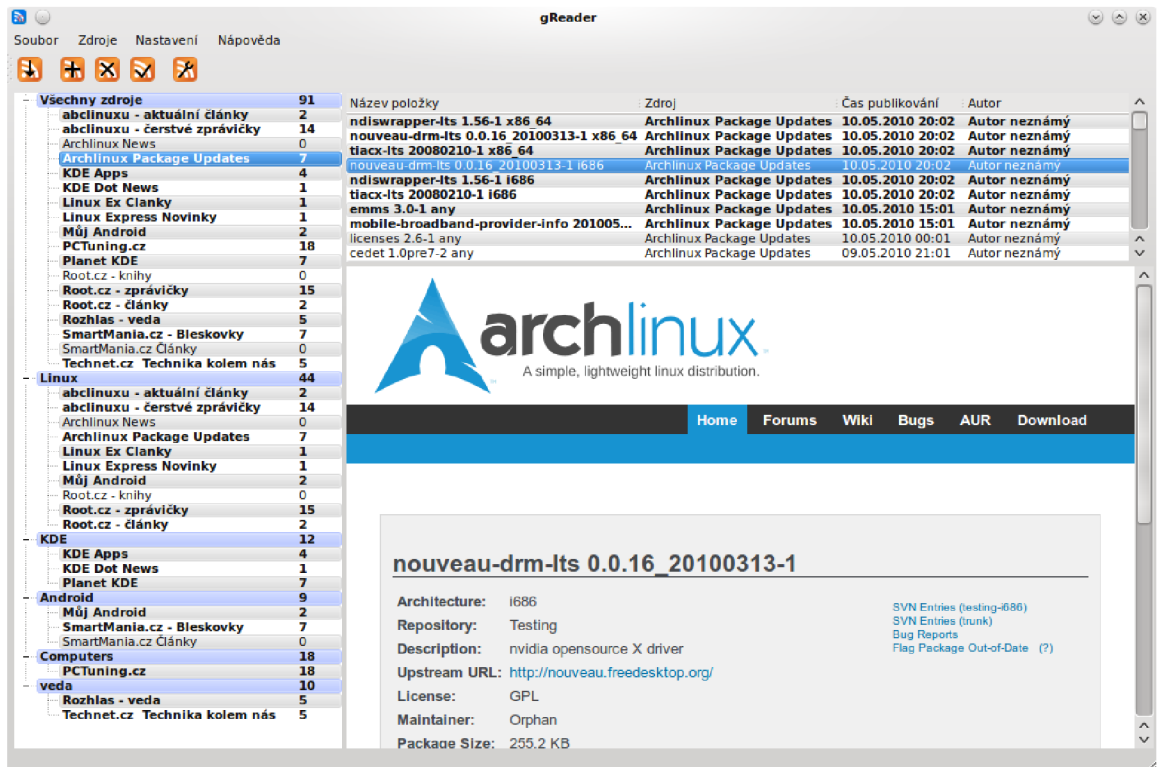 gReader
Soubor Zdroje Nastavení Nápověda
Všechny zdroje 91
abclinuxu - aktuální články 2
abclinuxu - čerstvé zprávičky 14
Archlinux News 0
Archlinux Package Updates 7
KDE Apps 4
KDE Dot News 1
Linux Ex Clanky 1
Linux Express Novinky 1
Můj Android 2
PCTuning.cz 18
Planet KDE 7
Root.cz - knihy 0
Root.cz - zprávičky 15
Root.cz - články 2
Rozhlas - veda 5
SmartMania.cz - Bleskovky 7
SmartMania.cz Články 0
Technet.cz Technika kolem nás 5
Linux 44
abclinuxu - aktuální články 2
abclinuxu - čerstvé zprávičky 14
Archlinux News 0
Archlinux Package Updates 7
Linux Ex Clanky 1
Linux Express Novinky 1
Můj Android 2
Root.cz - knihy 0
Root.cz - zprávičky 15
Root.cz - články 2
KDE 12
KDE Apps 4
KDE Dot News 1
Planet KDE 7
Android 9
Můj Android 2
SmartMania.cz - Bleskovky 7
SmartMania.cz Články 0
Computers 18
PCTuning.cz 18
veda 10
Rozhlas - veda 5
Technet.cz Technika kolem nás 5
Název položky Zdroj Čas publikování Autor
ndiswrapper-lts 1.56-1 x86_64 Archlinux Package Updates 10.05.2010 20:02 Autor neznámý
nouveau-drm-lts 0.0.16_20100313-1 x86_64 Archlinux Package Updates 10.05.2010 20:02 Autor neznámý
tiacx-lts 20080210-1 x86_64 Archlinux Package Updates 10.05.2010 20:02 Autor neznámý
nouveau-drm-lts 0.0.16_20100313-1 i686 Archlinux Package Updates 10.05.2010 20:02 Autor neznámý
ndiswrapper-lts 1.56-1 i686 Archlinux Package Updates 10.05.2010 20:02 Autor neznámý
tiacx-lts 20080210-1 i686 Archlinux Package Updates 10.05.2010 20:02 Autor neznámý
emms 3.0-1 any Archlinux Package Updates 10.05.2010 15:01 Autor neznámý
mobile-broadband-provider-info 201005... Archlinux Package Updates 10.05.2010 15:01 Autor neznámý
licenses 2.6-1 any Archlinux Package Updates 10.05.2010 00:01 Autor neznámý
cedet 1.0pre7-2 any Archlinux Package Updates 09.05.2010 21:01 Autor neznámý
archlinux
A simple, lightweight linux distribution.
Home Forums Wiki Bugs AUR Download
nouveau-drm-lts 0.0.16_20100313-1
Architecture: i686
Repository: Testing
Description: nvidia opensource X driver
Upstream URL: http://nouveau.freedesktop.org/
License: GPL
Maintainer: Orphan
Package Size: 255.2 KB
SVN Entries (testing-i686)
SVN Entries (trunk)
Bug Reports
Flag Package Out-of-Date (?)